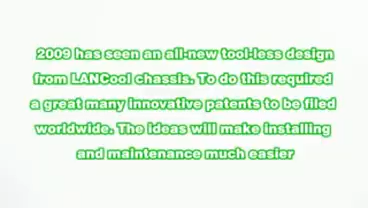 2009 has seen an all-new tool-less design
from LANCool chassis. To do this required
a great many innovative patents to be filed
worldwide. The ideas will make installing
and maintenance much easier